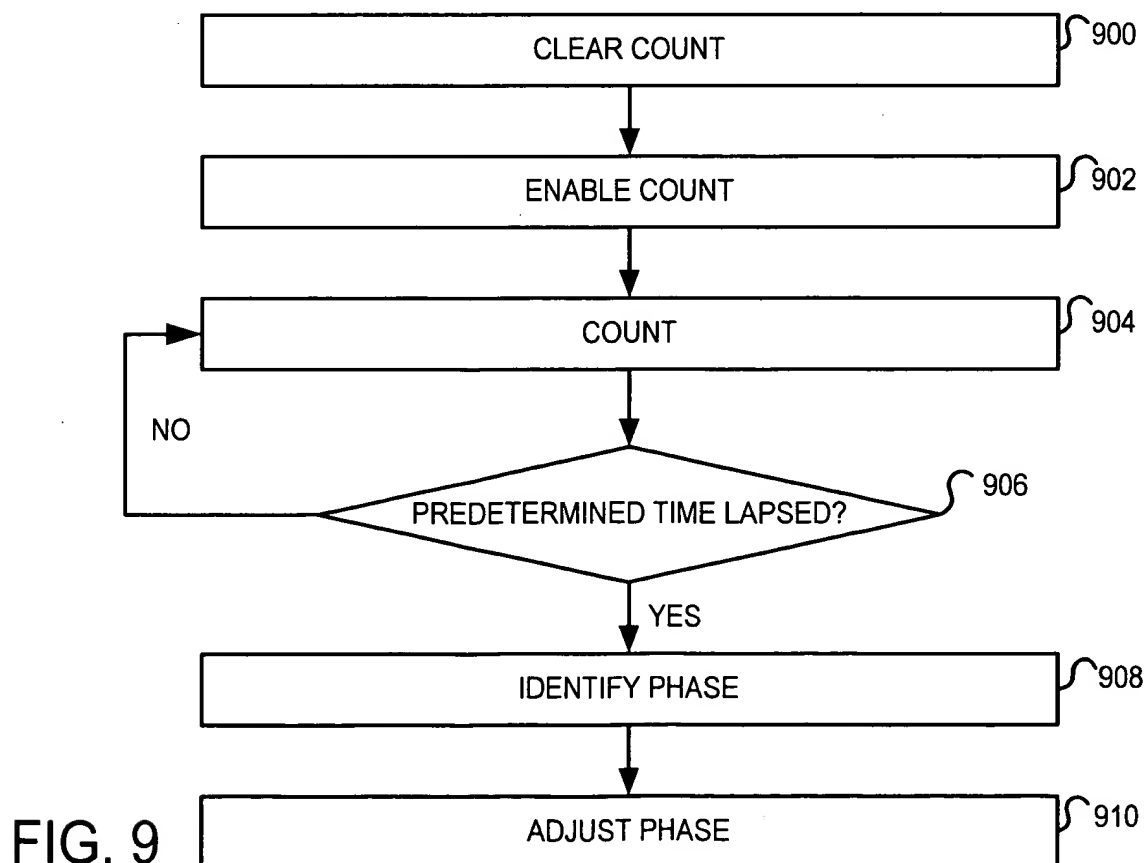 CLEAR COUNT
900
ENABLE COUNT
902
COUNT
904
NO
PREDETERMINED TIME LAPSED?
906
YES
IDENTIFY PHASE
908
ADJUST PHASE
910
FIG. 9